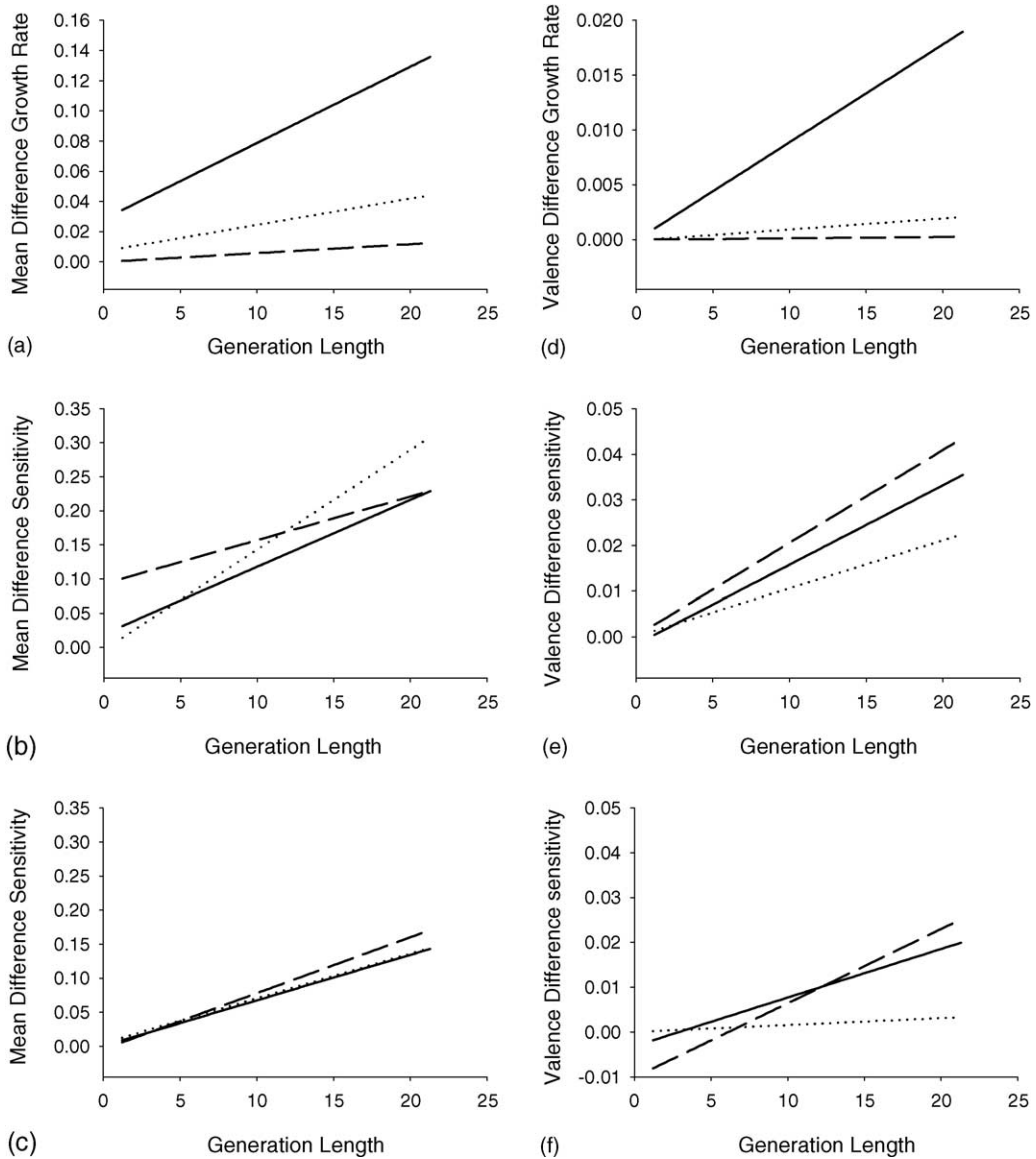 Mean Difference Growth Rate
0.16
0.14
0.12
0.10
0.08
0.06
0.04
0.02
0.00
0 5 10 15 20 25
(a)
Generation Length
Valence Difference Growth Rate
0.020
0.015
0.010
0.005
0.000
0 5 10 15 20 25
(d)
Generation Length
Mean Difference Sensitivity
0.35
0.30
0.25
0.20
0.15
0.10
0.05
0.00
0 5 10 15 20 25
(b)
Generation Length
Valence Difference sensitivity
0.05
0.04
0.03
0.02
0.01
0.00
0 5 10 15 20 25
(e)
Generation Length
Mean Difference Sensitivity
0.35
0.30
0.25
0.20
0.15
0.10
0.05
0.00
0 5 10 15 20 25
(c)
Generation Length
Valence Difference sensitivity
0.05
0.04
0.03
0.02
0.01
0.00
-0.01
0 5 10 15 20 25
(f)
Generation Length